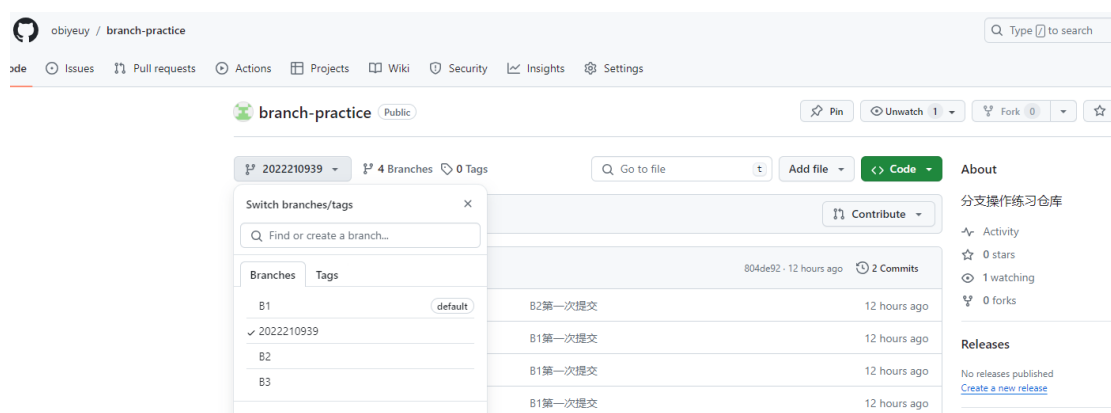 obiyeuy / branch-practice
Type / to search
ode Issues Pull requests Actions Projects Wiki Security Insights Settings
branch-practice Public
Pin Unwatch 1 Fork 0
2022210939 4 Branches 0 Tags Go to file t Add file Code
Switch branches/tags
Find or create a branch...
Branches Tags
B1 default
2022210939
B2
B3
Contribute
804de92 · 12 hours ago 2 Commits
B2第一次提交 12 hours ago
B1第一次提交 12 hours ago
B1第一次提交 12 hours ago
B1第一次提交 12 hours ago
About
分支操作练习仓库
Activity
0 stars
1 watching
0 forks
Releases
No releases published
Create a new release